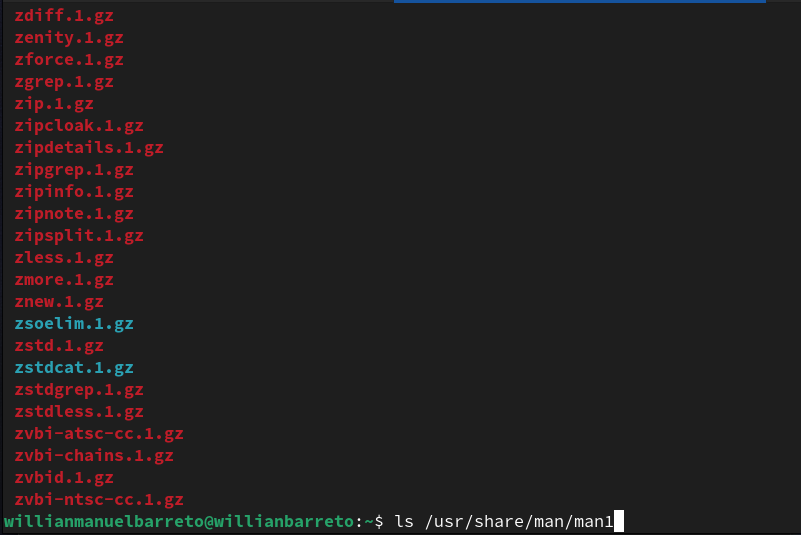 zdiff.1.gz
zenity.1.gz
zforce.1.gz
zgrep.1.gz
zip.1.gz
zipcloak.1.gz
zipdetails.1.gz
zipgrep.1.gz
zipinfo.1.gz
zipnote.1.gz
zipsplit.1.gz
zless.1.gz
zmore.1.gz
znew.1.gz
zsoelim.1.gz
zstd.1.gz
zstdcat.1.gz
zstdgrep.1.gz
zstdless.1.gz
zvbi-atsc-cc.1.gz
zvbi-chains.1.gz
zvbid.1.gz
zvbi-ntsc-cc.1.gz
willianmanuelbarreto@willianbarreto:~$ ls /usr/share/man/man1